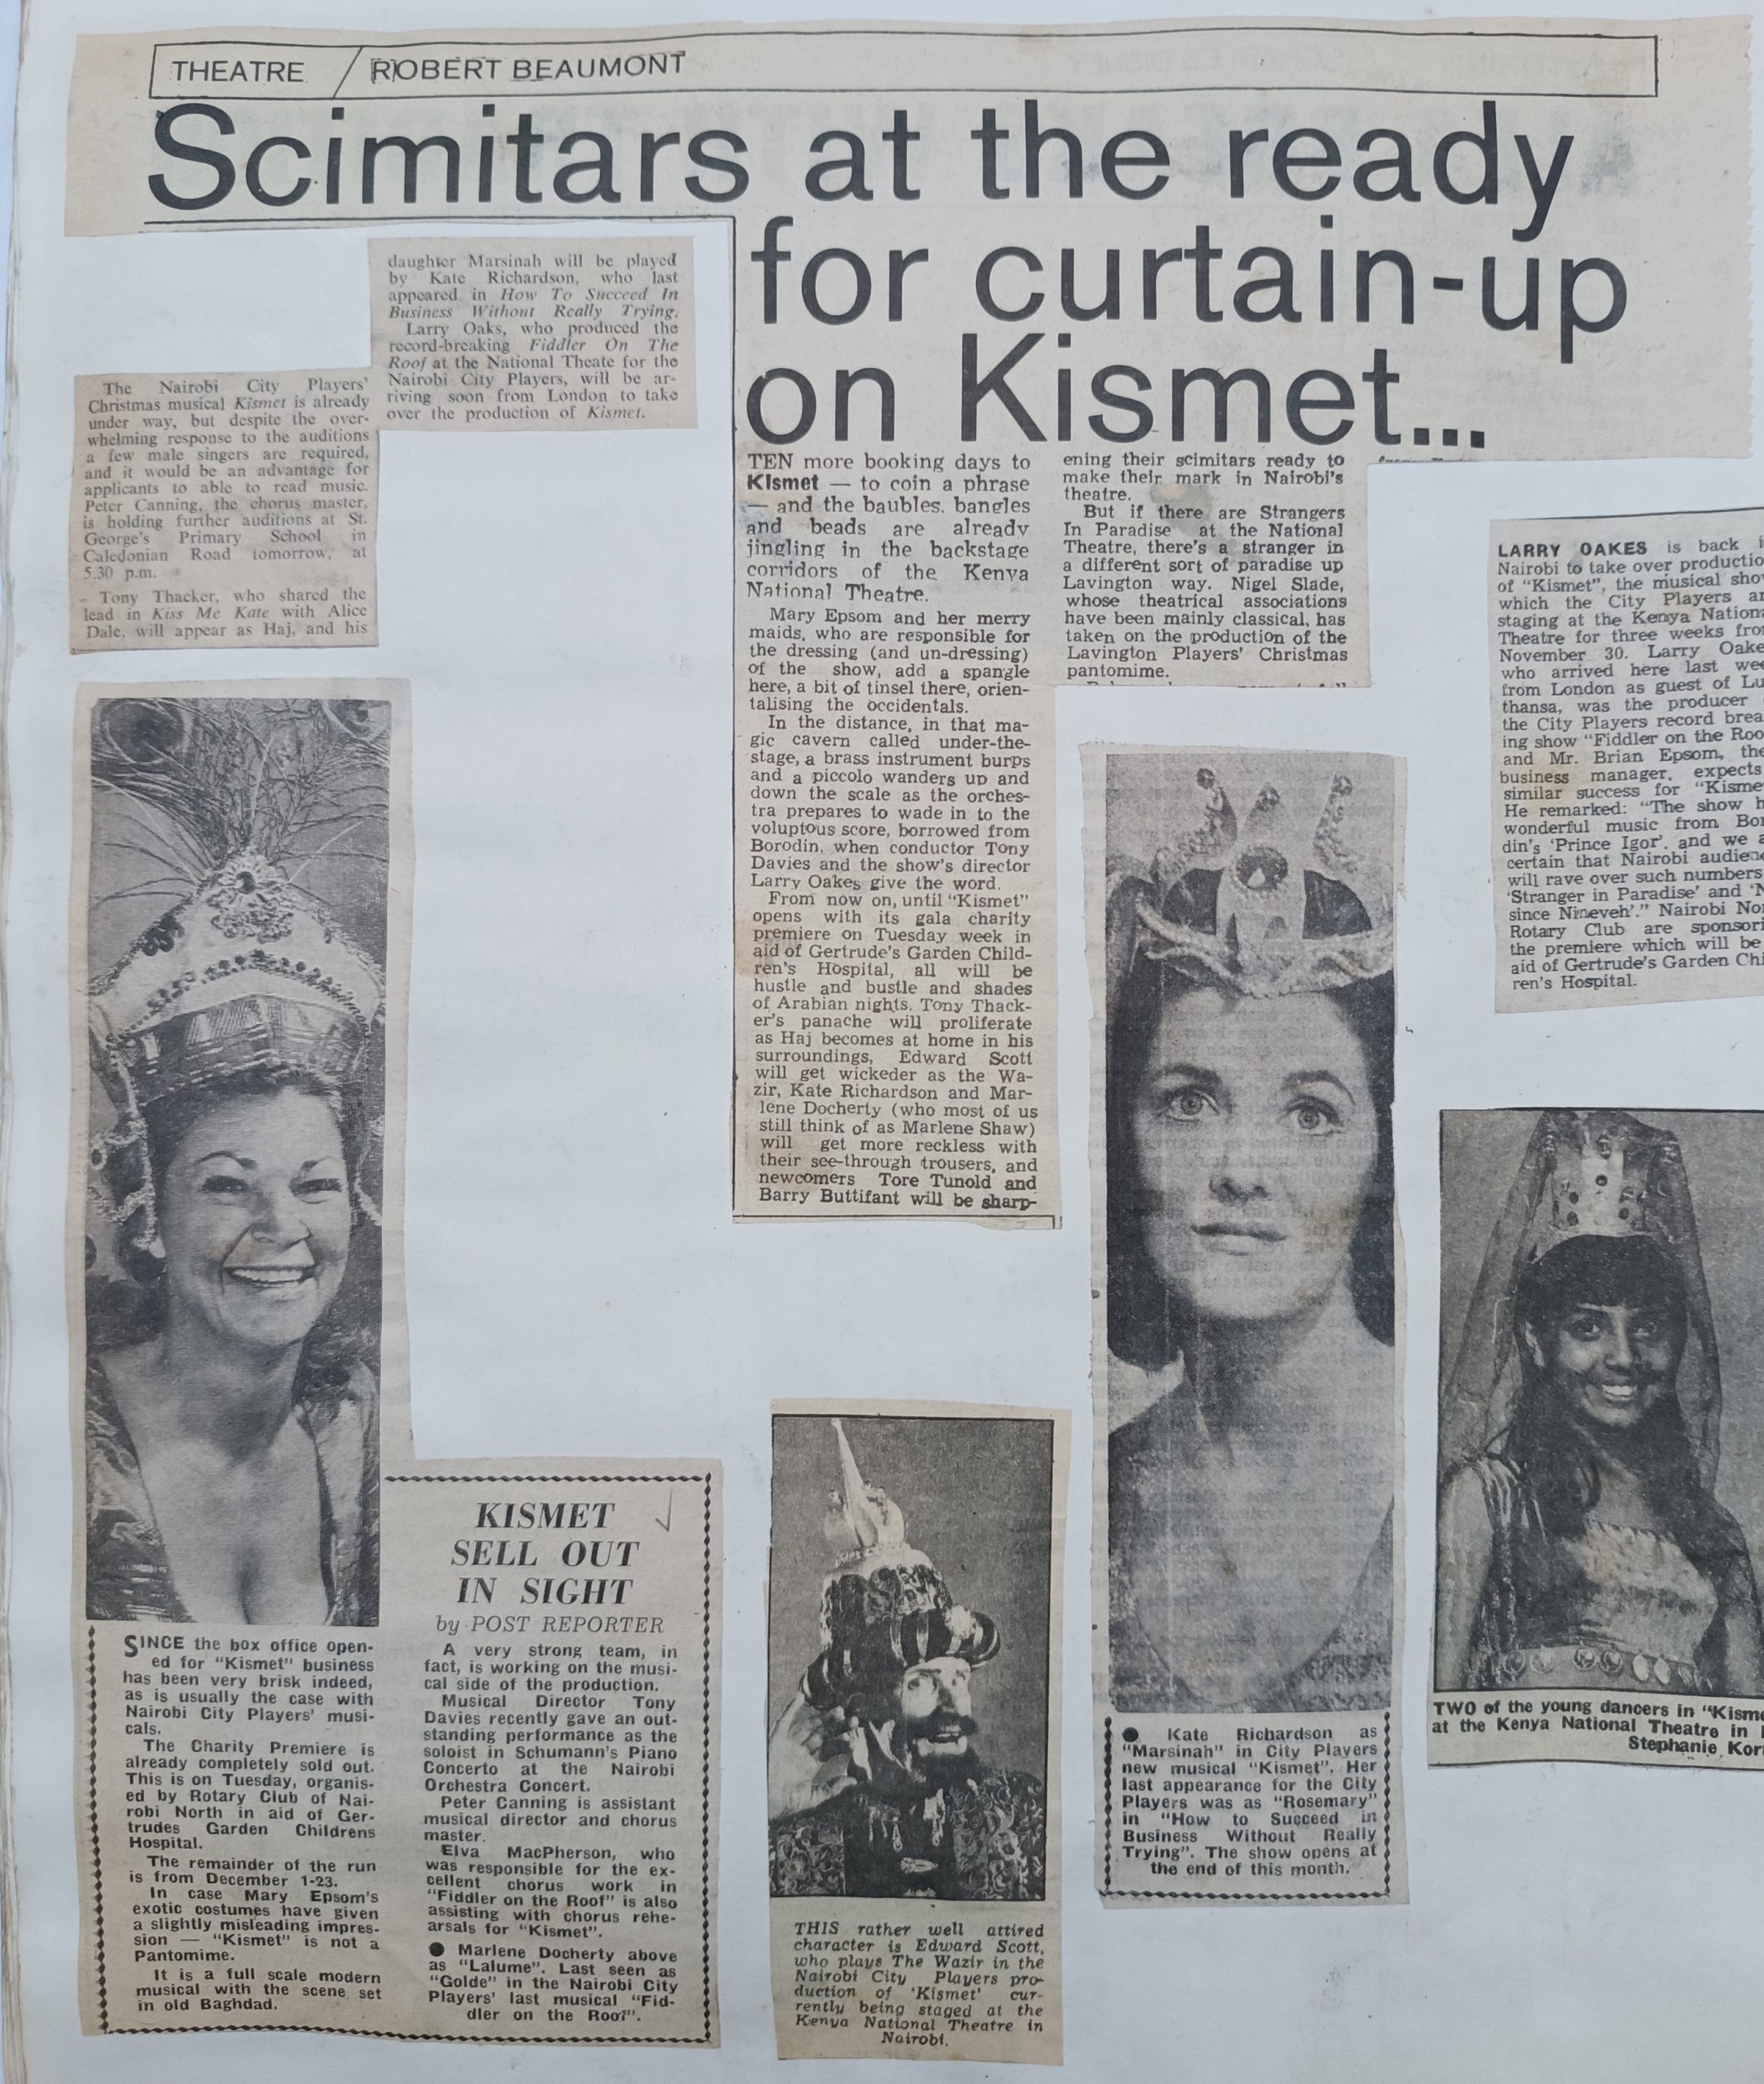 THEATRE / ROBERT BEAUMONT
Scimitars at the ready
for curtain-up
on Kismet...
The Nairobi City Players'
Christmas musical Kismet is already
under way, but despite the over-
whelming response to the auditions
a few male singers are required,
and it would be an advantage for
applicants to able to read music.
Peter Canning, the chorus master,
is holding further auditions at St.
George's Primary School in
Caledonian Road tomorrow, at
5.30 p.m.
Tony Thacker, who shared the
lead in Kiss Me Kate with Alice
Dale, will appear as Haj, and his
daughter Marsinah will be played
by Kate Richardson, who last
appeared in How To Succeed In
Business Without Really Trying.
Larry Oaks, who produced the
record-breaking Fiddler On The
Roof at the National Theate for the
Nairobi City Players, will be ar-
riving soon from London to take
over the production of Kismet.
TEN more booking days to
Kismet — to coin a phrase
— and the baubles, bangles
and beads are already
jingling in the backstage
corridors of the Kenya
National Theatre.
Mary Epsom and her merry
maids, who are responsible for
the dressing (and un-dressing)
of the show, add a spangle
here, a bit of tinsel there, orien-
talising the occidentals.
In the distance, in that ma-
gic cavern called under-the-
stage, a brass instrument burps
and a piccolo wanders up and
down the scale as the orches-
tra prepares to wade in to the
voluptous score, borrowed from
Borodin, when conductor Tony
Davies and the show's director
Larry Oakes give the word.
From now on, until "Kismet"
opens with its gala charity
premiere on Tuesday week in
aid of Gertrude's Garden Child-
ren's Hospital, all will be
hustle and bustle and shades
of Arabian nights. Tony Thack-
er's panache will proliferate
as Haj becomes at home in his
surroundings, Edward Scott
will get wickeder as the Wa-
zir, Kate Richardson and Mar-
lene Docherty (who most of us
still think of as Marlene Shaw)
will get more reckless with
their see-through trousers, and
newcomers Tore Tunold and
Barry Buttifant will be sharp-
ening their scimitars ready to
make their mark in Nairobi's
theatre.
But if there are Strangers
In Paradise at the National
Theatre, there's a stranger in
a different sort of paradise up
Lavington way. Nigel Slade,
whose theatrical associations
have been mainly classical, has
taken on the production of the
Lavington Players' Christmas
pantomime.
LARRY OAKES is back
Nairobi to take over productio
of "Kismet", the musical sho
which the City Players ar
staging at the Kenya Nationa
Theatre for three weeks fro
November 30. Larry Oake
who arrived here last wee
from London as guest of Lu
thansa, was the producer
the City Players record brea
ing show "Fiddler on the Roo
and Mr. Brian Epsom, the
business manager, expects
similar success for "Kisme
He remarked: "The show h
wonderful music from Bor
din's 'Prince Igor', and we a
certain that Nairobi audienc
will rave over such numbers
'Stranger in Paradise' and 'N
since Nineveh'." Nairobi Nor
Rotary Club are sponsori
the premiere which will be
aid of Gertrude's Garden Chi
ren's Hospital.
KISMET
SELL OUT
IN SIGHT
by POST REPORTER
SINCE the box office open-
ed for "Kismet" business
has been very brisk indeed,
as is usually the case with
Nairobi City Players' musi-
cals.
The Charity Premiere is
already completely sold out.
This is on Tuesday, organis-
ed by Rotary Club of Nai-
robi North in aid of Ger-
trudes Garden Childrens
Hospital.
The remainder of the run
is from December 1-23.
In case Mary Epsom's
exotic costumes have given
a slightly misleading impres-
sion — "Kismet" is not a
Pantomime.
It is a full scale modern
musical with the scene set
in old Baghdad.
A very strong team, in
fact, is working on the musi-
cal side of the production.
Musical Director Tony
Davies recently gave an out-
standing performance as the
soloist in Schumann's Piano
Concerto at the Nairobi
Orchestra Concert.
Peter Canning is assistant
musical director and chorus
master.
Elva MacPherson, who
was responsible for the ex-
cellent chorus work in
"Fiddler on the Roof" is also
assisting with chorus rehe-
arsals for "Kismet".
● Marlene Docherty above
as "Lalume". Last seen as
"Golde" in the Nairobi City
Players' last musical "Fid-
dler on the Roof".
THIS rather well attired
character is Edward Scott,
who plays The Wazir in the
Nairobi City Players pro-
duction of 'Kismet' cur-
rently being staged at the
Kenya National Theatre in
Nairobi.
● Kate Richardson as
"Marsinah" in City Players
new musical "Kismet". Her
last appearance for the City
Players was as "Rosemary"
in "How to Succeed in
Business Without Really
Trying". The show opens at
the end of this month.
TWO of the young dancers in "Kisme
at the Kenya National Theatre in
Stephanie Kor